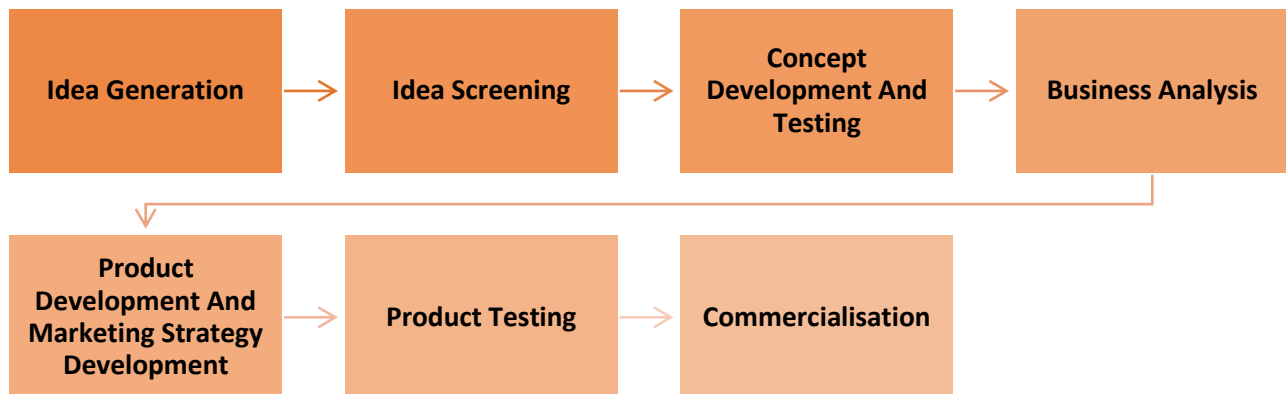 Idea Generation
Idea Screening
Concept
Development And
Testing
Business Analysis
Product
Development And
Marketing Strategy
Development
Product Testing
Commercialisation